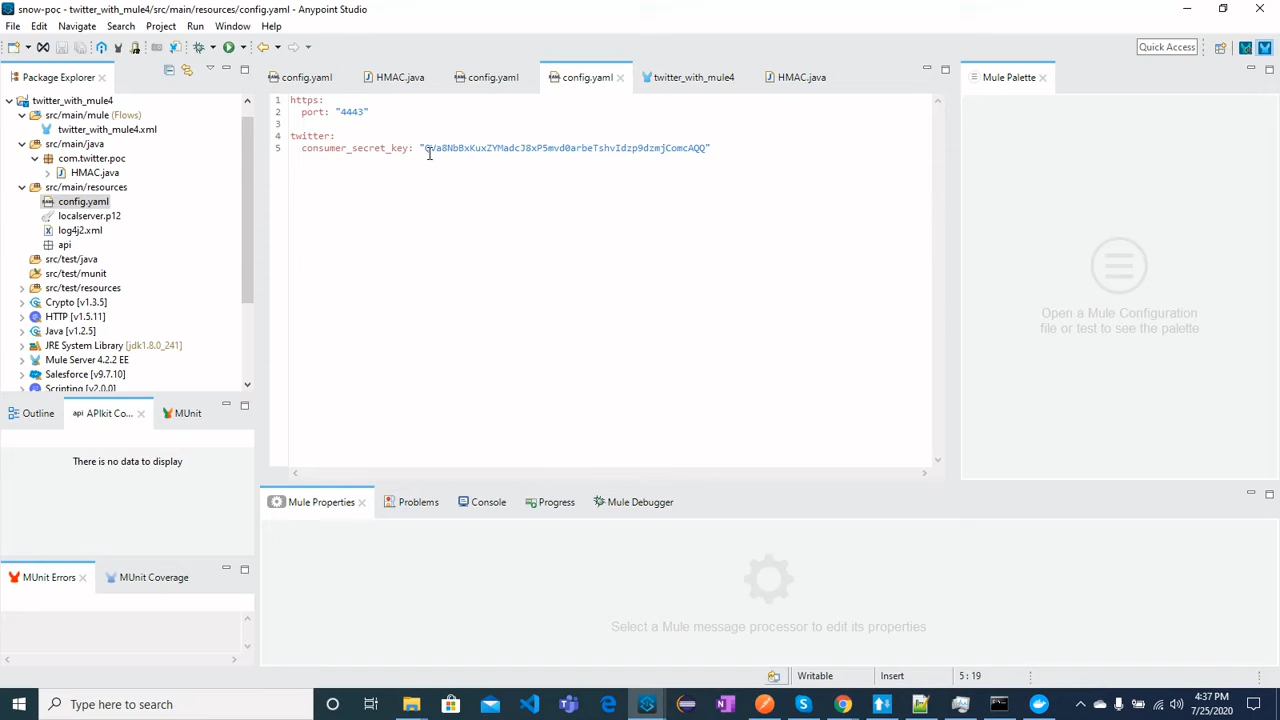 snow-poc - twitter_with_mule4/src/main/resources/config.yaml - Anypoint Studio
File Edit Navigate Search Project Run Window Help
Quick Access
Package Explorer
config.yaml HMAC.java config.yaml config.yaml twitter_with_mule4 HMAC.java
Mule Palette
twitter_with_mule4
src/main/mule (Flows)
twitter_with_mule4.xml
src/main/java
com.twitter.poc
HMAC.java
src/main/resources
config.yaml
localserver.p12
log4j2.xml
api
src/test/java
src/test/munit
src/test/resources
Crypto [v1.3.5]
HTTP [v1.5.11]
Java [v1.2.5]
JRE System Library [jdk1.8.0_241]
Mule Server 4.2.2 EE
Salesforce [v9.7.10]
Scripting [v2.0.0]
1 https:
2 port: "4443"
3
4 twitter:
5 consumer_secret_key:
Open a Mule Configuration
file or test to see the palette
Outline APIkit Co... MUnit
There is no data to display
Mule Properties Problems Console Progress Mule Debugger
Select a Mule message processor to edit its properties
MUnit Errors MUnit Coverage
Writable Insert 5 : 19
Type here to search
4:37 PM
7/25/2020